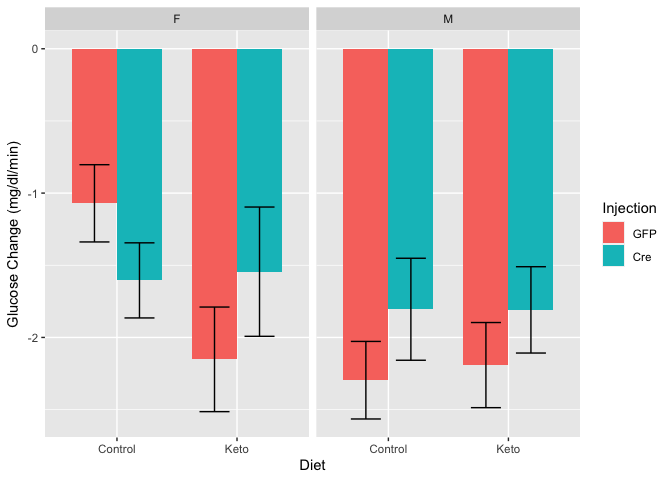 F
M
0
-1
-2
Glucose Change (mg/dl/min)
Control
Keto
Control
Keto
Diet
Injection
GFP
Cre